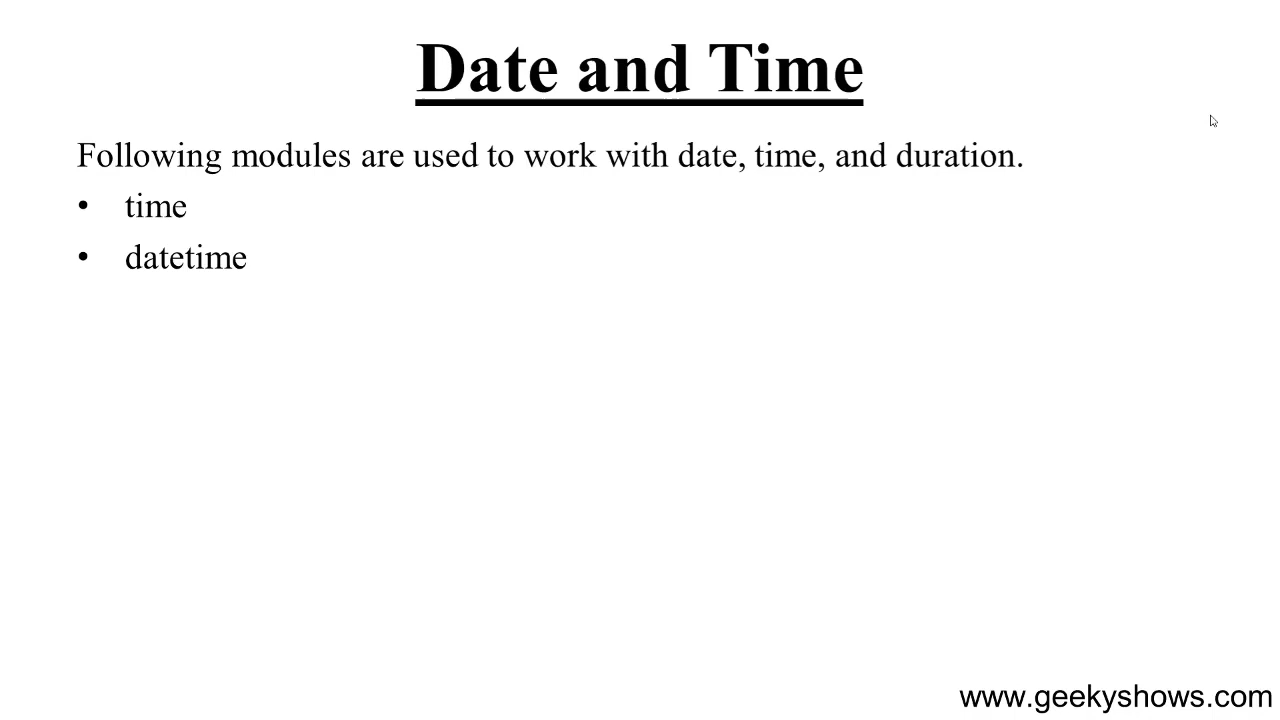 Date and Time
Following modules are used to work with date, time, and duration.
• time
• datetime
www.geekyshows.com